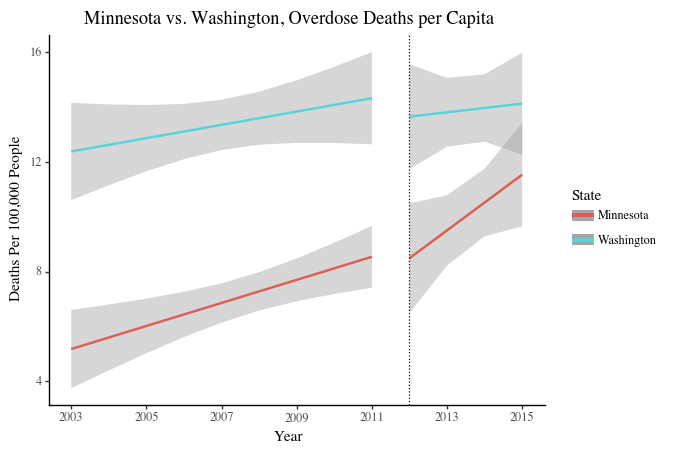 Minnesota vs. Washington, Overdose Deaths per Capita
Deaths Per 100,000 People
16
12
8
4
2003 2005 2007 2009 2011 2013 2015
Year
State
Minnesota
Washington